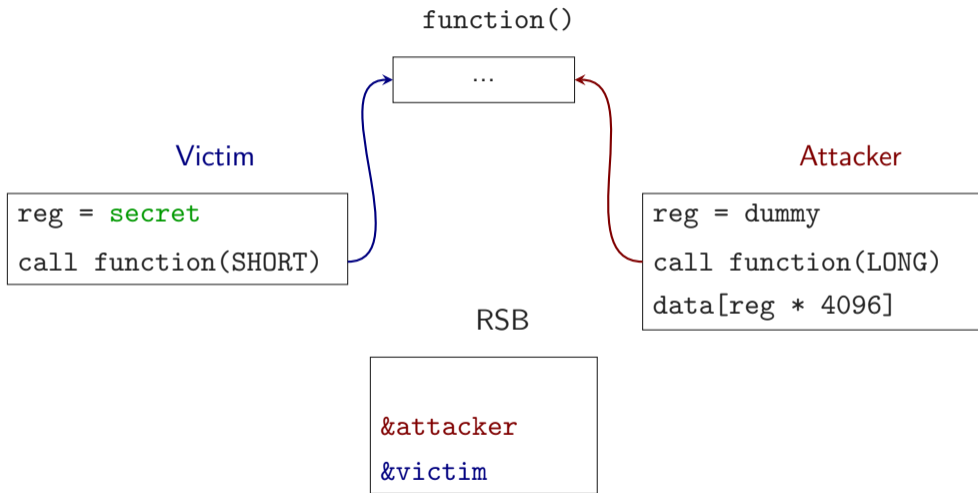 function()
...
Victim
Attacker
reg = secret
call function(SHORT)
reg = dummy
call function(LONG)
data[reg * 4096]
RSB
&attacker
&victim